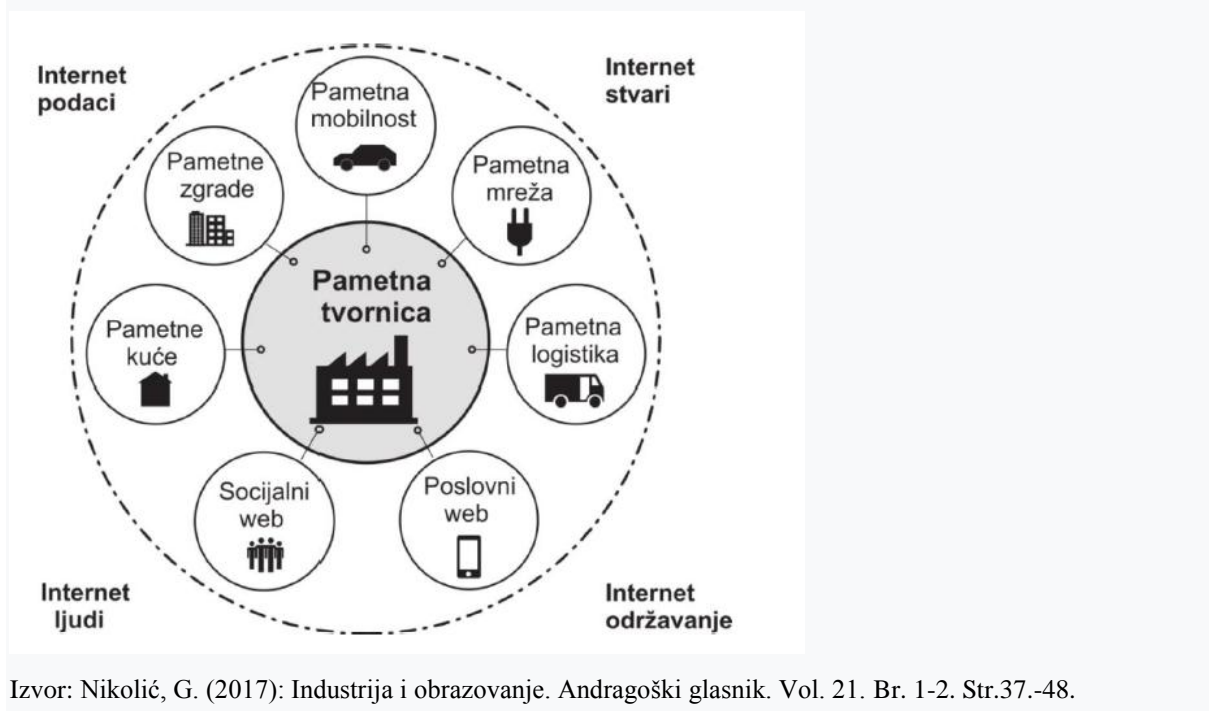 Internet
podaci
Internet
stvari
Pametna
mobilnost
Pametne
zgrade
Pametna
mreža
Pametna
tvornica
Pametne
kuće
Pametna
logistika
Socijalni
web
Poslovni
web
Internet
ljudi
Internet
održavanje
Izvor: Nikolić, G. (2017): Industrija i obrazovanje. Andragoški glasnik. Vol. 21. Br. 1-2. Str.37.-48.